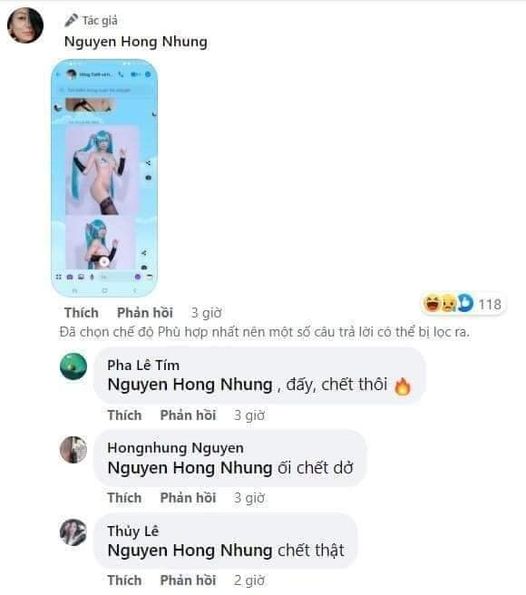 Tác giả
Nguyen Hong Nhung
Thích Phản hồi 3 giờ
118
Đã chọn chế độ Phù hợp nhất nên một số câu trả lời có thể bị lọc ra.
Pha Lê Tím
Nguyen Hong Nhung , đấy, chết thôi 🔥
Thích Phản hồi 3 giờ
Hongnhung Nguyen
Nguyen Hong Nhung ối chết dở
Thích Phản hồi 3 giờ
Thủy Lê
Nguyen Hong Nhung chết thật
Thích Phản hồi 2 giờ